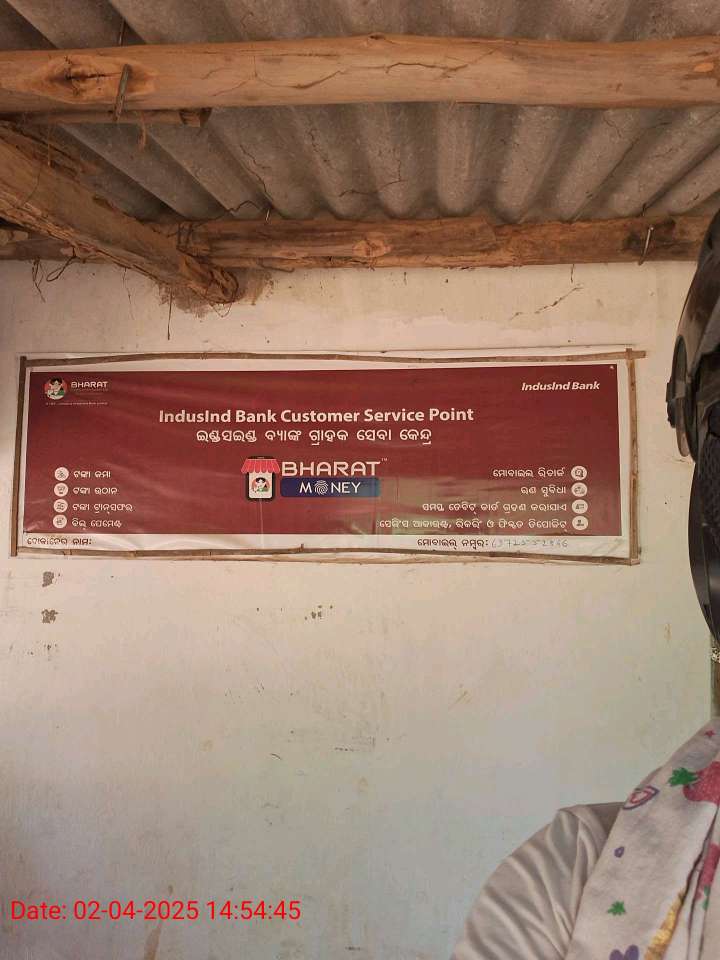 BHARAT
IndusInd Bank
IndusInd Bank Customer Service Point
ଇଣ୍ଡସଇଣ୍ଡ ବ୍ୟାଙ୍କ ଗ୍ରାହକ ସେବା କେନ୍ଦ୍ର
BHARAT™
MONEY
ଟଙ୍କା ଜମା
ଟଙ୍କା ଉଠାନ
ଟଙ୍କା ଟ୍ରାନ୍ସଫର
ବିଲ୍ ପେମେଣ୍ଟ
ମୋବାଇଲ ରିଚାର୍ଜ
ଋଣ ସୁବିଧା
ସମସ୍ତ ଡେବିଟ୍ କାର୍ଡ ଗ୍ରହଣ କରାଯାଏ
ସେଭିଂସ ଆକାଉଣ୍ଟ, ରିକରିଂ ଓ ଫିକ୍ସଡ ଡିପୋଜିଟ୍
ଦୋକାନର ନାମ:
ମୋବାଇଲ୍ ନମ୍ବର:
Date: 02-04-2025 14:54:45